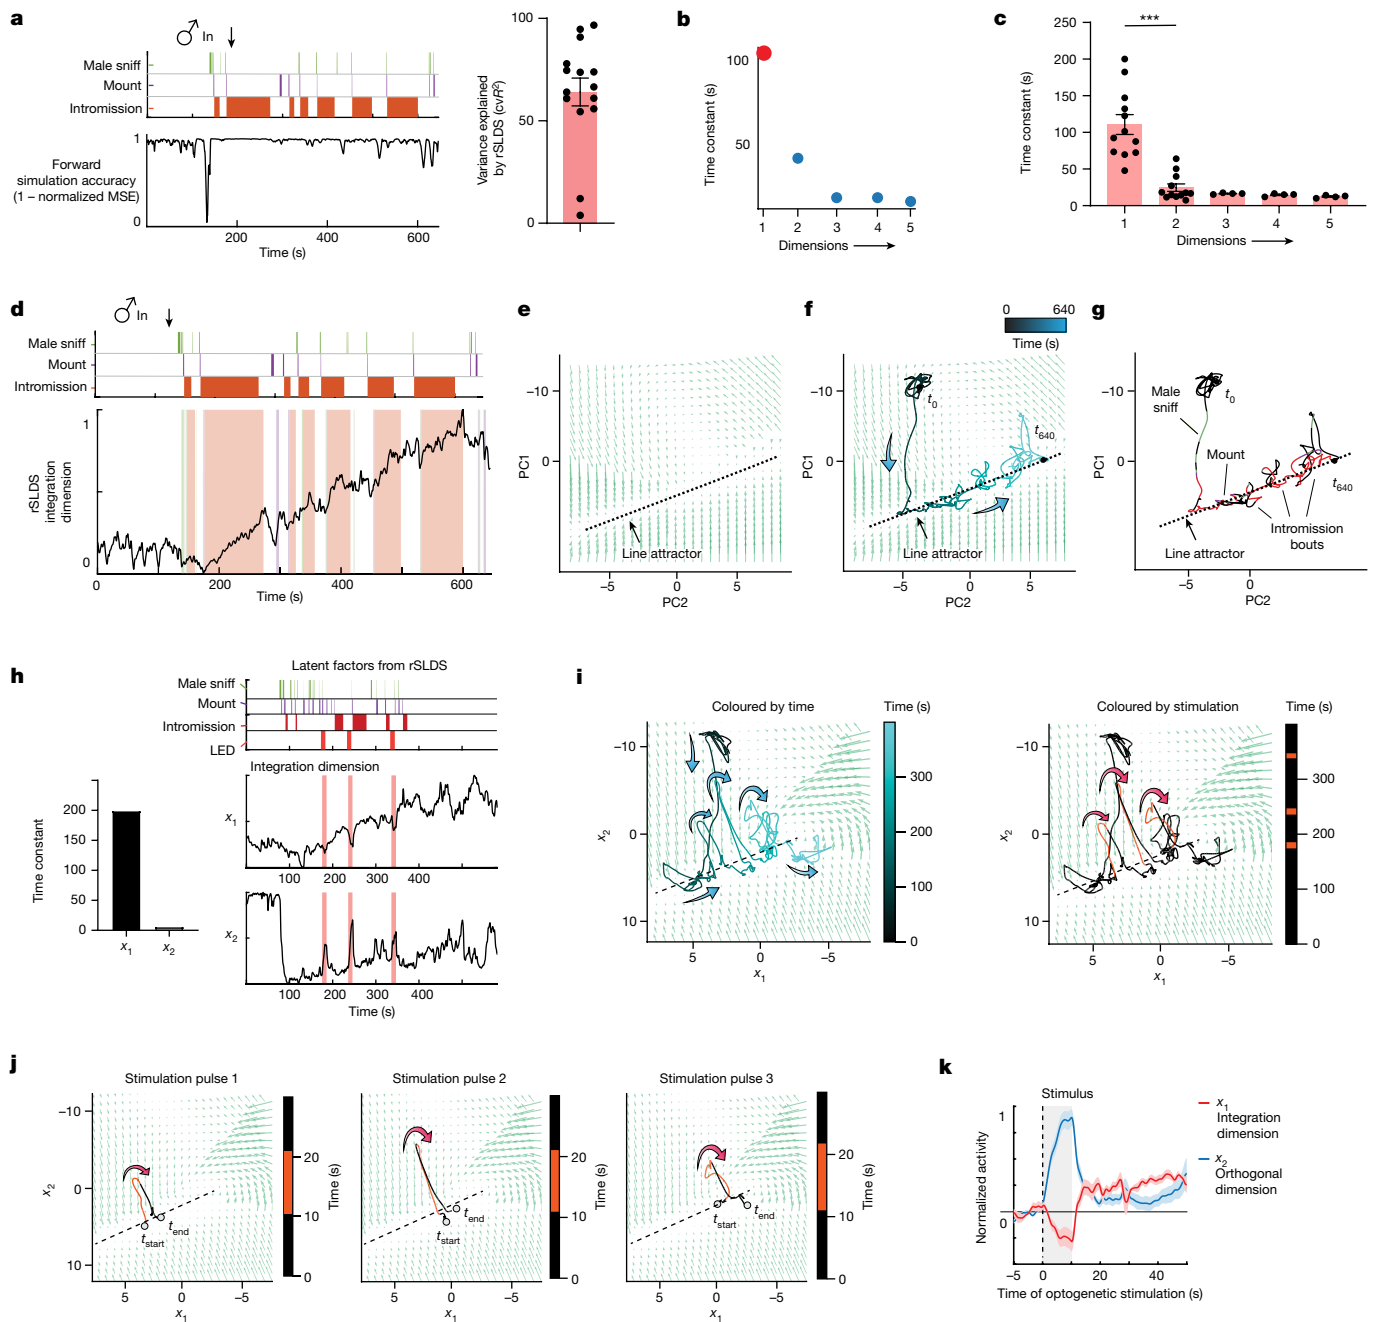 a
In
Male sniff
Mount
Intromission
1
Forward
simulation accuracy
(1 – normalized MSE)
0
200
400
600
Time (s)
100
50
0
Variance explained
by rSLDS (cvR²)
b
100
50
Time constant (s)
1
2
3
4
5
Dimensions
c
***
250
200
150
100
50
0
Time constant (s)
1
2
3
4
5
Dimensions
d
In
Male sniff
Mount
Intromission
1
rSLDS
integration
dimension
0
0
200
400
600
Time (s)
e
–10
0
PC1
Line attractor
–5
0
5
PC2
f
0
640
Time (s)
–10
0
PC1
t0
t640
Line attractor
–5
0
5
PC2
g
–10
0
PC1
Male
sniff
t0
Mount
t640
Intromission
bouts
Line attractor
–5
0
PC2
h
Latent factors from rSLDS
Male sniff
Mount
Intromission
LED
Integration dimension
x1
100
200
300
400
x2
100
200
300
400
Time (s)
200
150
100
50
0
Time constant
x1
x2
i
Coloured by time
Time (s)
–10
0
10
x2
5
0
–5
x1
300
200
100
0
Coloured by stimulation
Time (s)
–10
0
10
x2
5
0
–5
x1
300
200
100
0
j
Stimulation pulse 1
–10
0
10
x2
tstart
tend
5
0
–5
x1
20
10
0
Time (s)
Stimulation pulse 2
tstart
tend
5
0
–5
x1
20
10
0
Time (s)
Stimulation pulse 3
tstart
tend
5
0
–5
x1
20
10
0
Time (s)
k
Stimulus
1
0
Normalized activity
–5
0
20
40
Time of optogenetic stimulation (s)
x1
Integration
dimension
x2
Orthogonal
dimension